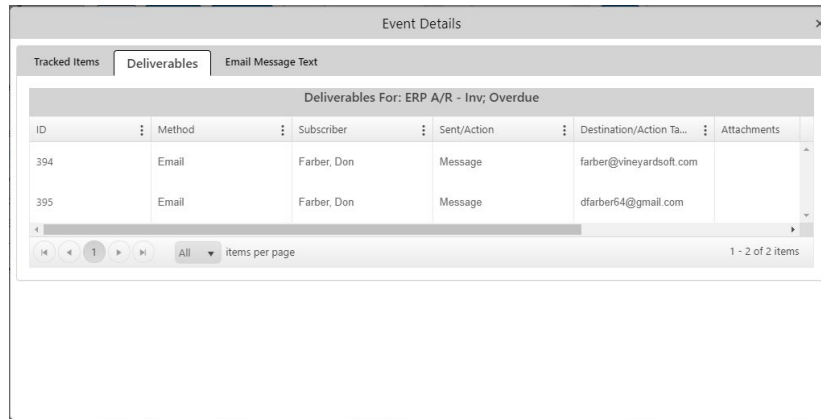 Event Details ×
Tracked Items Deliverables Email Message Text
Deliverables For: ERP A/R - Inv; Overdue
ID Method Subscriber Sent/Action Destination/Action Ta... Attachments
394 Email Farber, Don Message farber@vineyardsoft.com
395 Email Farber, Don Message dfarber64@gmail.com
1 All items per page 1 - 2 of 2 items